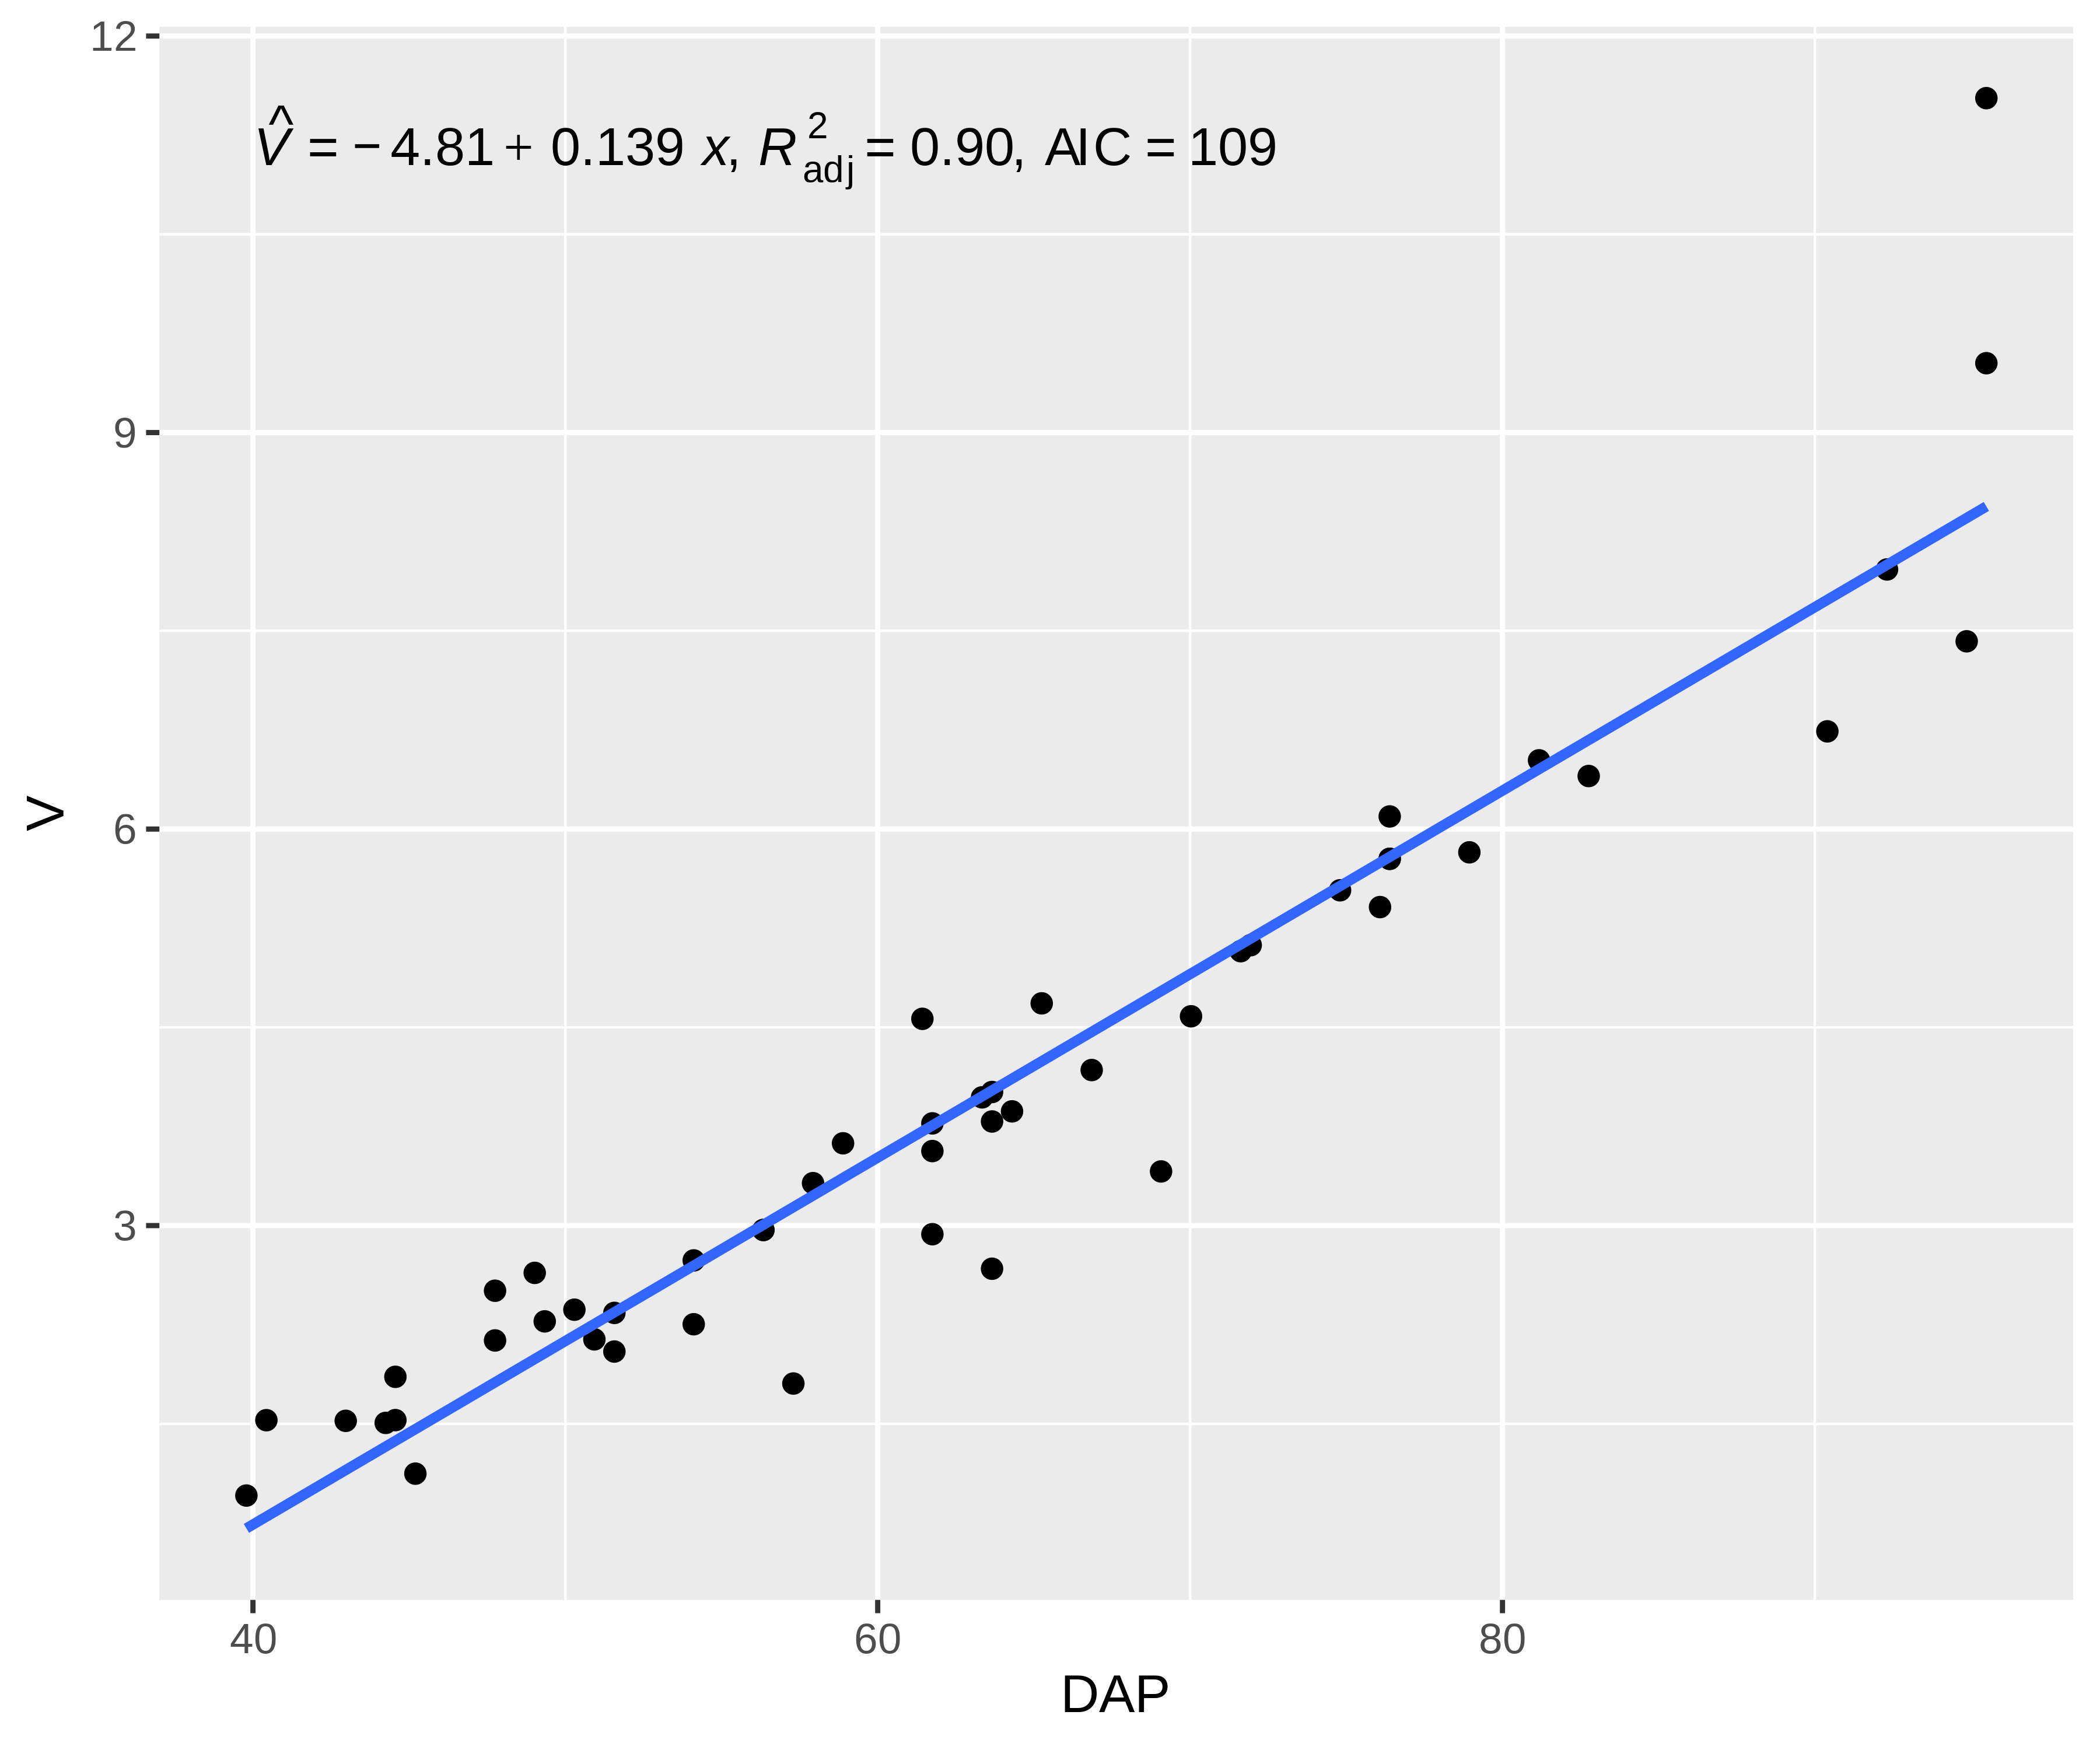 12
V̂ = − 4.81 + 0.139 x, R²adj = 0.90, AIC = 109
9
6
3
V
40 60 80
DAP